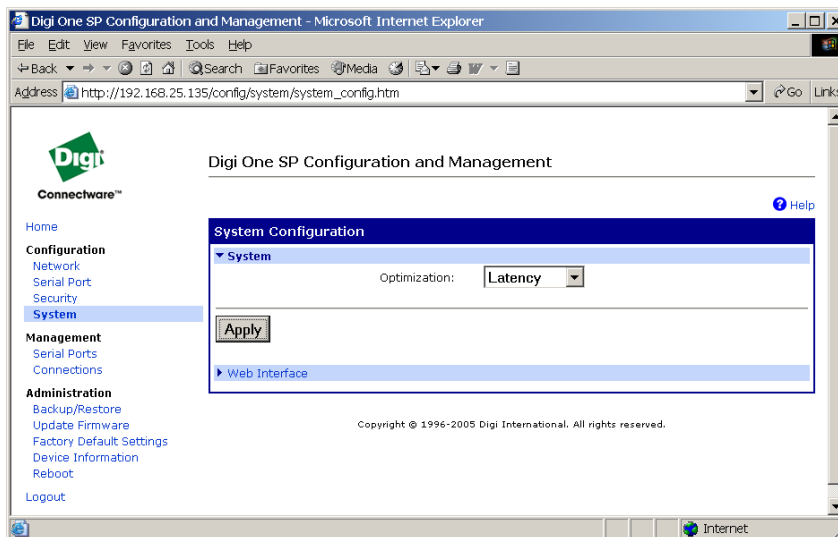 Digi One SP Configuration and Management - Microsoft Internet Explorer
File Edit View Favorites Tools Help
Back Search Favorites Media
Address http://192.168.25.135/config/system/system_config.htm Go Links
Digi
Connectware™
Digi One SP Configuration and Management
Help
Home
Configuration
Network
Serial Port
Security
System
Management
Serial Ports
Connections
Administration
Backup/Restore
Update Firmware
Factory Default Settings
Device Information
Reboot
Logout
System Configuration
System
Optimization: Latency
Apply
Web Interface
Copyright © 1996-2005 Digi International. All rights reserved.
Internet